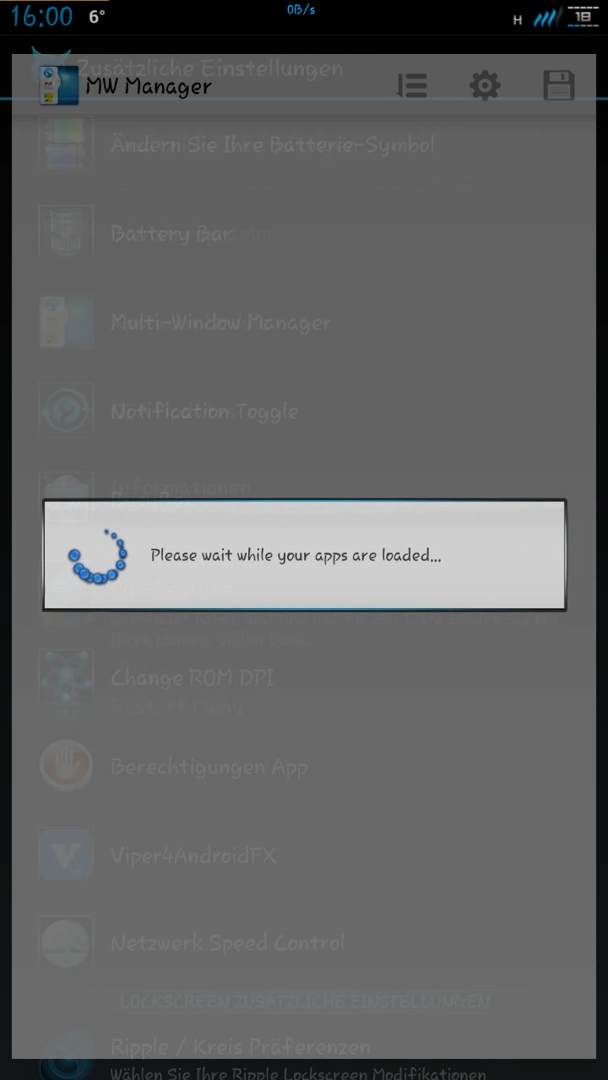 16:00 6° 0B/s H 18
Zusätzliche Einstellungen
MW Manager
Ändern Sie Ihre Batterie-Symbol
Battery Bar
Multi-Window Manager
Notification Toggle
Informationen
Please wait while your apps are loaded...
Change ROM DPI
Berechtigungen App
Viper4AndroidFX
Netzwerk Speed Control
LOCKSCREEN ZUSÄTZLICHE EINSTELLUNGEN
Ripple / Kreis Präferenzen
Wählen Sie Ihre Ripple Lockscreen Modifikationen